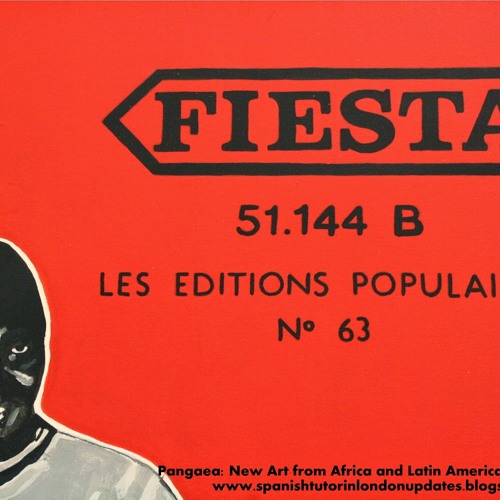 FIESTA
51.144 B
LES EDITIONS POPULAI
Nº 63
Pangaea: New Art from Africa and Latin America
www.spanishtutorinlondonupdates.blogs